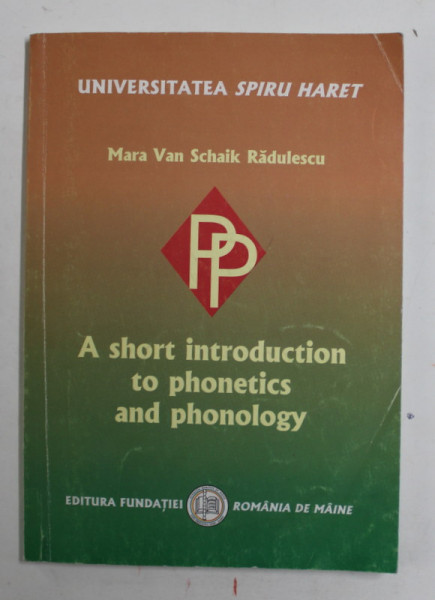 UNIVERSITATEA SPIRU HARET
Mara Van Schaik Rădulescu
PP
A short introduction
to phonetics
and phonology
EDITURA FUNDAȚIEI ROMÂNIA DE MÂINE